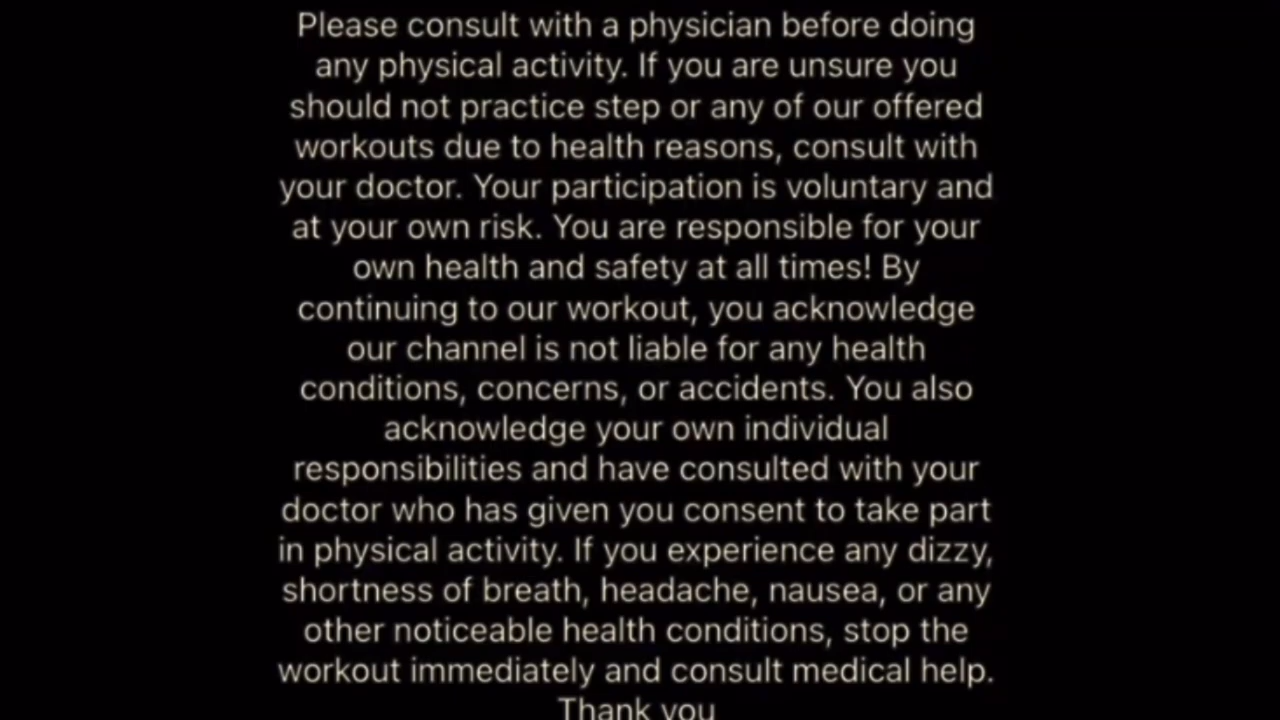 Please consult with a physician before doing
any physical activity. If you are unsure you
should not practice step or any of our offered
workouts due to health reasons, consult with
your doctor. Your participation is voluntary and
at your own risk. You are responsible for your
own health and safety at all times! By
continuing to our workout, you acknowledge
our channel is not liable for any health
conditions, concerns, or accidents. You also
acknowledge your own individual
responsibilities and have consulted with your
doctor who has given you consent to take part
in physical activity. If you experience any dizzy,
shortness of breath, headache, nausea, or any
other noticeable health conditions, stop the
workout immediately and consult medical help.
Thank you